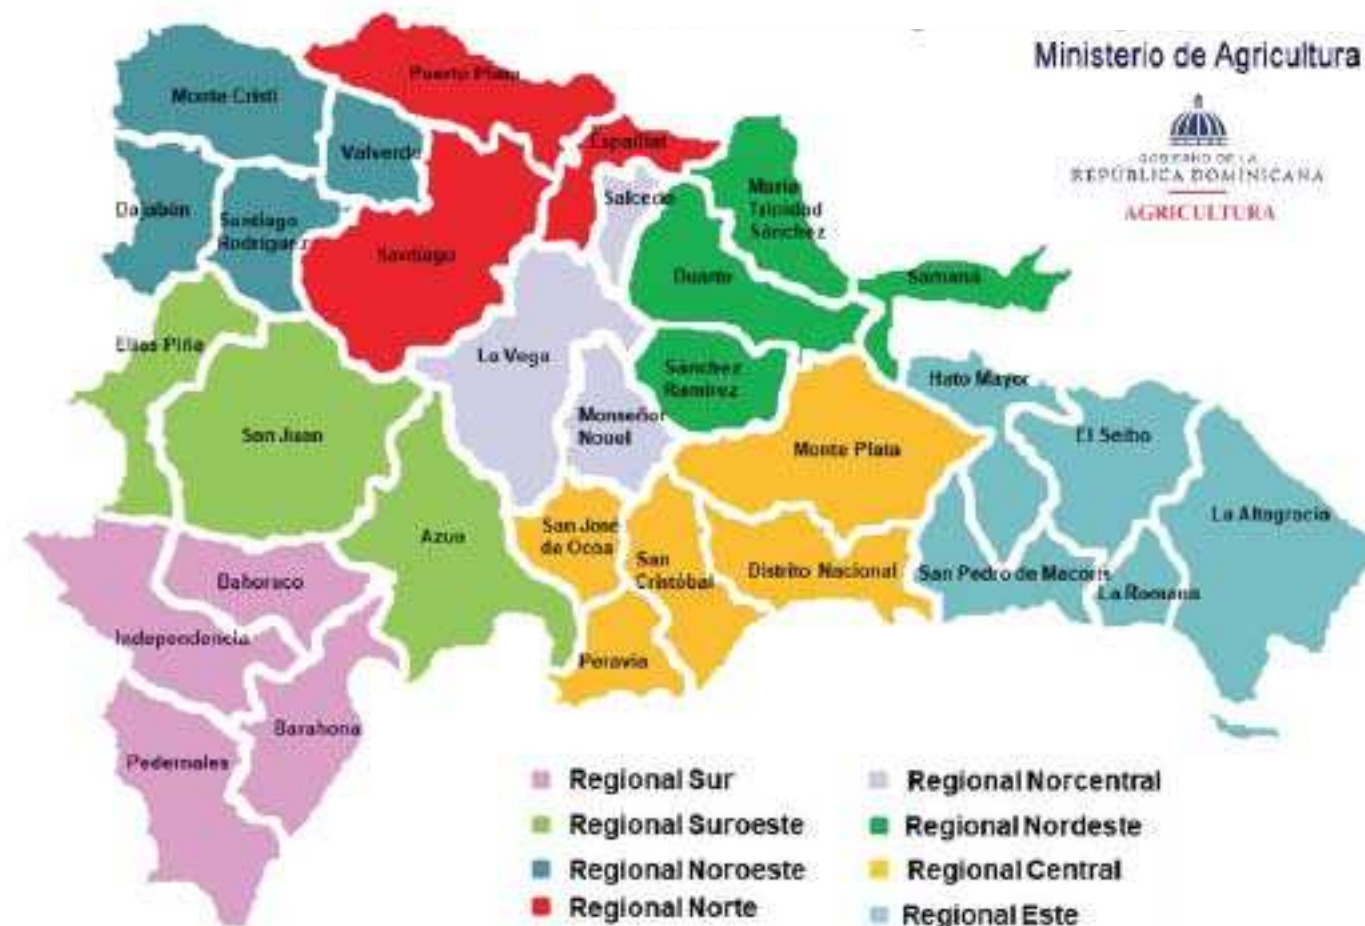 Ministerio de Agricultura
GOBIERNO DE LA
REPÚBLICA DOMINICANA
AGRICULTURA
Puerto Plata
Monte Cristi
Espaillat
Valverde
Dajabón
Santiago
Rodríguez
Santiago
Salcedo
María
Trinidad
Sánchez
Duarte
Samaná
Elías Piña
La Vega
Sánchez
Ramírez
Hato Mayor
San Juan
Monseñor
Nouel
Monte Plata
El Seibo
La Altagracia
Azua
San José
de Ocoa
San
Cristóbal
Distrito Nacional
San Pedro de Macorís
La Romana
Bahoruco
Independencia
Peravia
Barahona
Pedernales
Regional Sur
Regional Suroeste
Regional Noroeste
Regional Norte
Regional Norcentral
Regional Nordeste
Regional Central
Regional Este